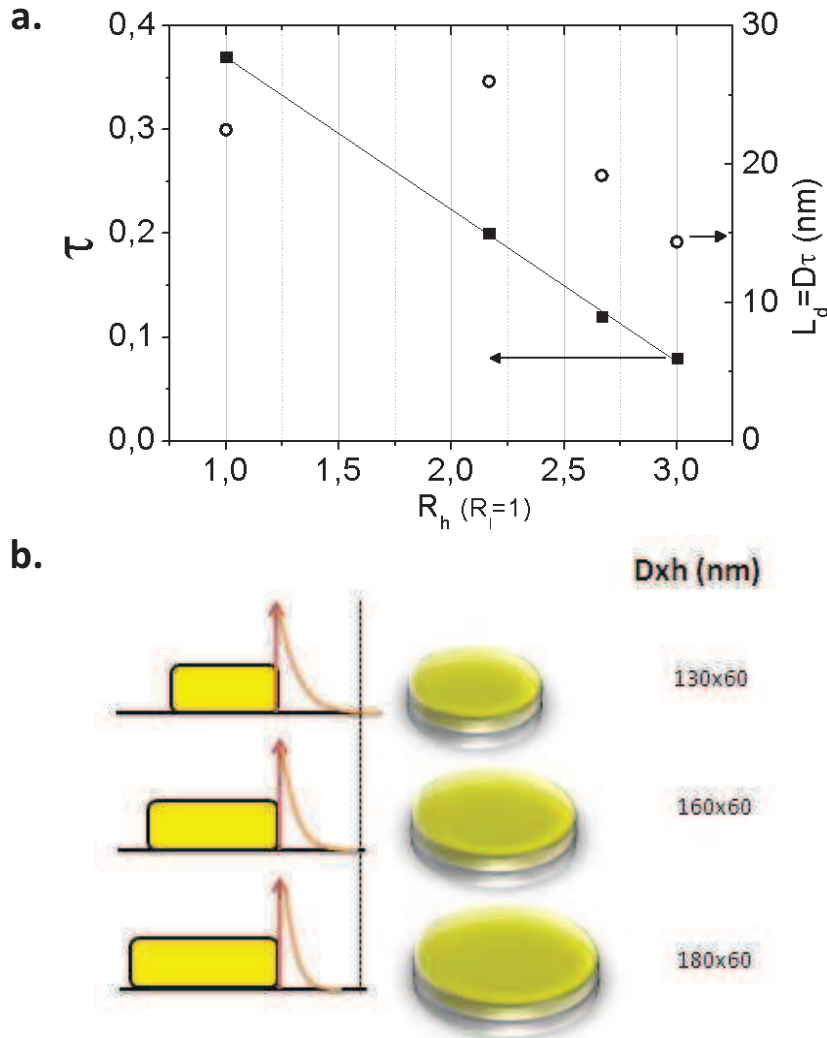 a.
0,4
0,3
0,2
0,1
0,0
τ
30
20
10
0
L_d=Dτ (nm)
1,0 1,5 2,0 2,5 3,0
R_h (R_l=1)
b.
Dxh (nm)
130x60
160x60
180x60